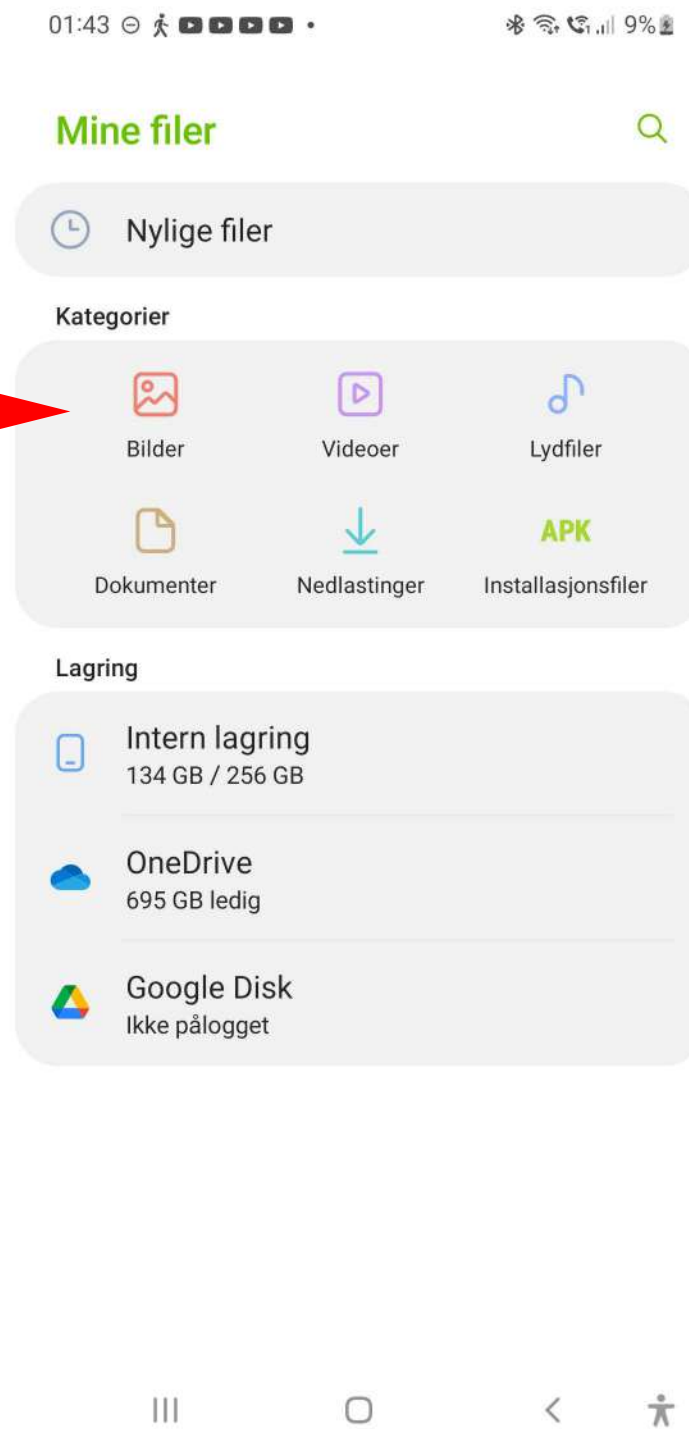 01:43 9%
Mine filer
Nylige filer
Kategorier
Bilder Videoer Lydfiler
APK
Dokumenter Nedlastinger Installasjonsfiler
Lagring
Intern lagring
134 GB / 256 GB
OneDrive
695 GB ledig
Google Disk
Ikke pålogget